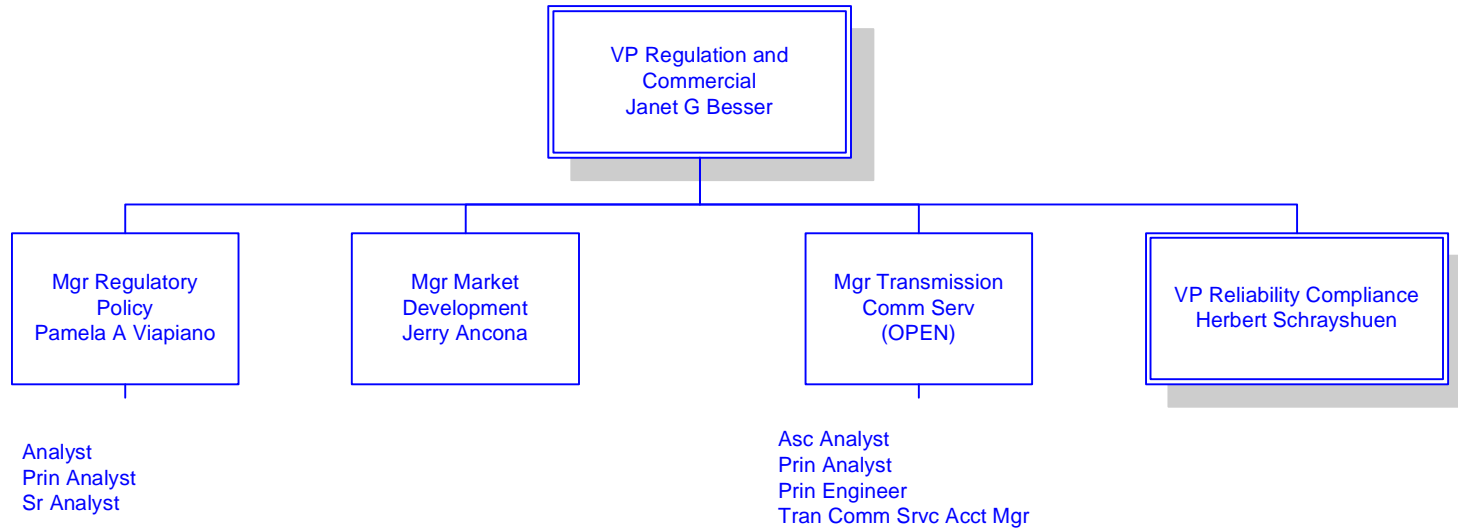 VP Regulation and
Commercial
Janet G Besser
Mgr Regulatory
Policy
Pamela A Viapiano
Mgr Market
Development
Jerry Ancona
Mgr Transmission
Comm Serv
(OPEN)
VP Reliability Compliance
Herbert Schrayshuen
Analyst
Prin Analyst
Sr Analyst
Asc Analyst
Prin Analyst
Prin Engineer
Tran Comm Srvc Acct Mgr